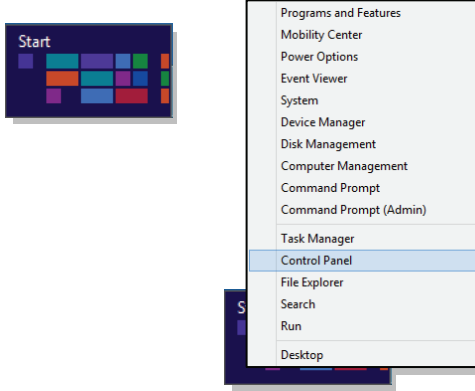 Start
Programs and Features
Mobility Center
Power Options
Event Viewer
System
Device Manager
Disk Management
Computer Management
Command Prompt
Command Prompt (Admin)
Task Manager
Control Panel
File Explorer
Search
Run
Desktop